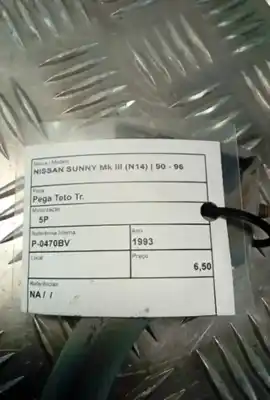 Marca / Modelo
NISSAN SUNNY Mk III (N14) | 90 - 96
Peça
Pega Teto Tr.
Motorização
5P
Referência Interna
P-0470BV
Ano
1993
Local
Preço
6,50
Referências
NA / /